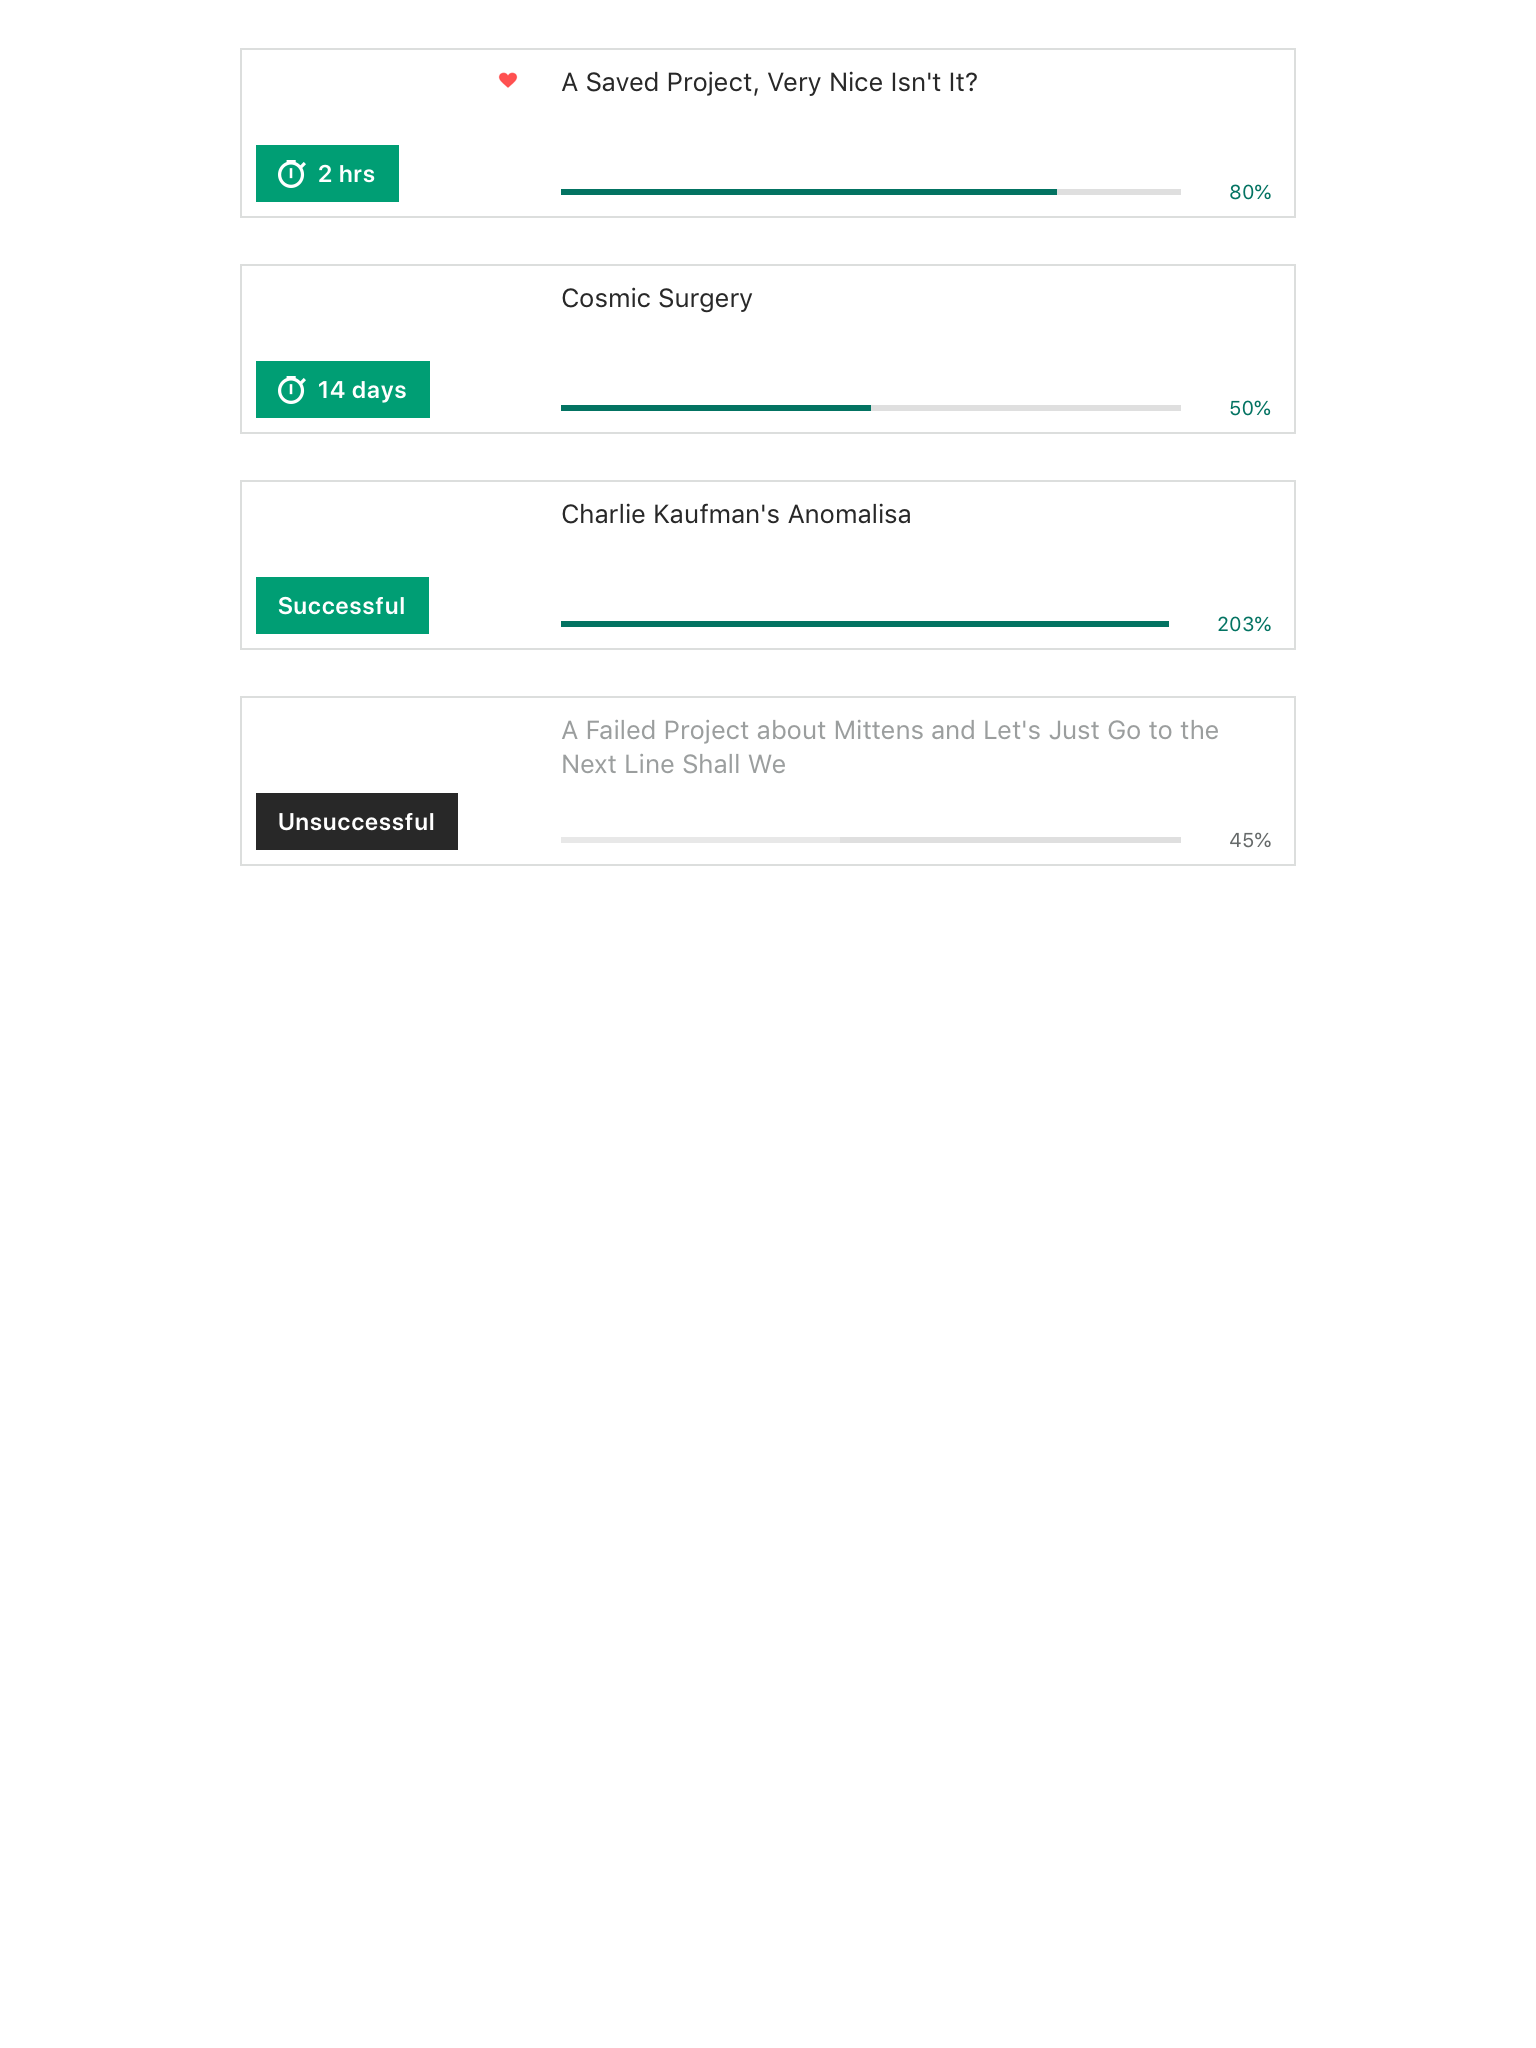 A Saved Project, Very Nice Isn't It?
2 hrs
80%
Cosmic Surgery
14 days
50%
Charlie Kaufman's Anomalisa
Successful
203%
A Failed Project about Mittens and Let's Just Go to the
Next Line Shall We
Unsuccessful
45%